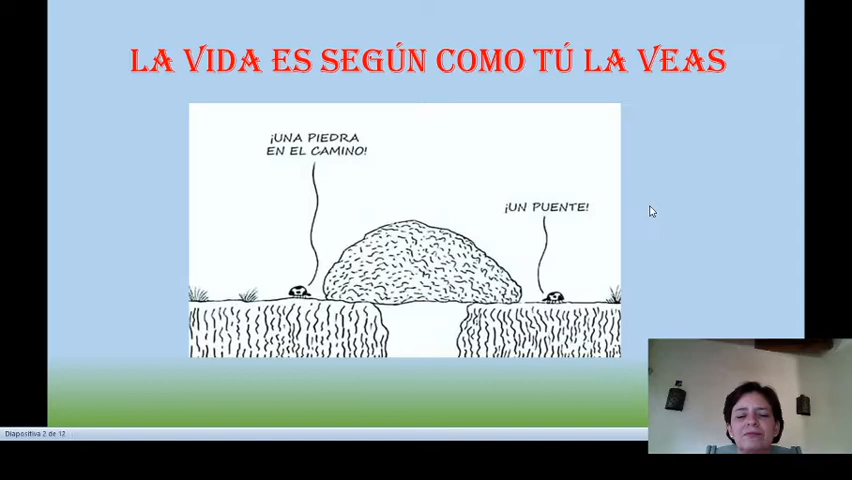 LA VIDA ES SEGÚN COMO TÚ LA VEAS
¡UNA PIEDRA
EN EL CAMINO!
¡UN PUENTE!
Diapositiva 2 de 12